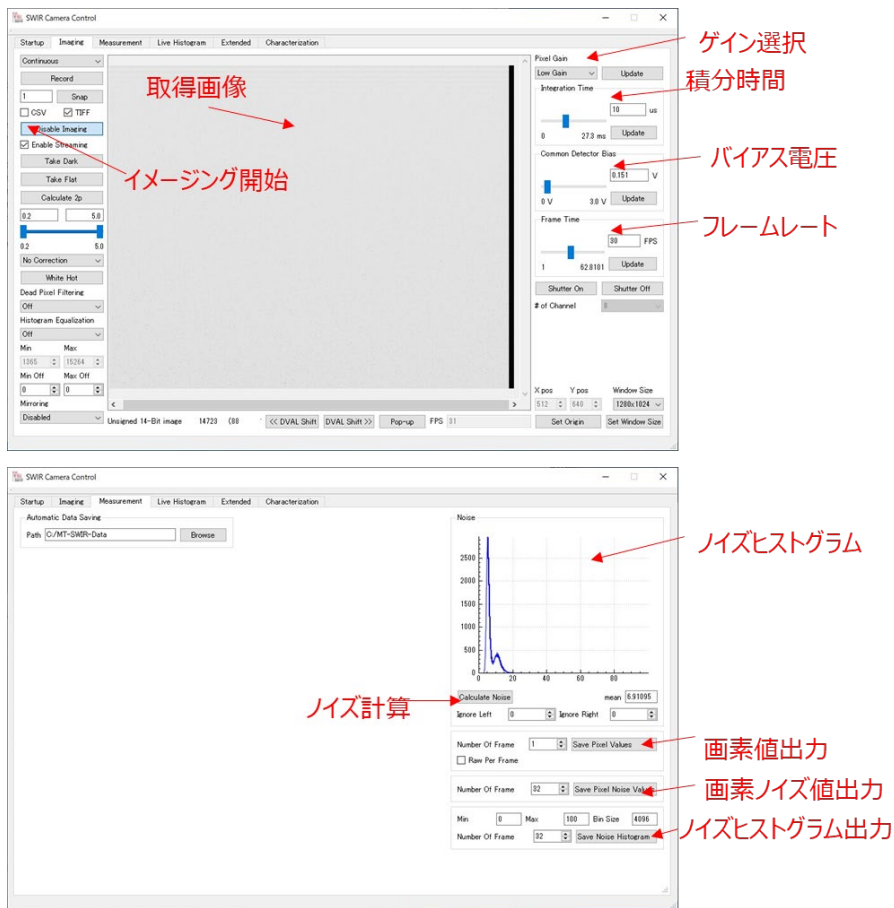 SWIR Camera Control
Startup Imaging Measurement Live Histogram Extended Characterization
Continuous
Record
1 Snap
CSV TIFF
Disable Imaging
Enable Streaming
Take Dark
Take Flat
Calculate 2p
0.2 5.0
0.2 5.0
No Correction
White Hot
Dead Pixel Filtering
Off
Histogram Equalization
Off
Min Max
1365 15264
Min Off Max Off
0 0
Mirroring
Disabled
取得画像
イメージング開始
Unsigned 14-Bit image 14723 (88 << DVAL Shift DVAL Shift >> Pop-up FPS 31
Pixel Gain
Low Gain Update
Integration Time
10 us
0 27.3 ms Update
Common Detector Bias
0.151 V
0 V 3.0 V Update
Frame Time
30 FPS
1 62.8101 Update
Shutter On Shutter Off
# of Channel
8
X pos Y pos Window Size
512 640 1280x1024
Set Origin Set Window Size
ゲイン選択
積分時間
バイアス電圧
フレームレート
SWIR Camera Control
Startup Imaging Measurement Live Histogram Extended Characterization
Automatic Data Saving
Path C:/MT-SWIR-Data Browse
Noise
2500
2000
1500
1000
500
0
0 20 40 60 80
Calculate Noise mean 6.91095
Ignore Left 0 Ignore Right 0
Number Of Frame 1 Save Pixel Values
Raw Per Frame
Number Of Frame 32 Save Pixel Noise Values
Min 0 Max 100 Bin Size 4096
Number Of Frame 32 Save Noise Histogram
ノイズヒストグラム
ノイズ計算
画素値出力
画素ノイズ値出力
ノイズヒストグラム出力